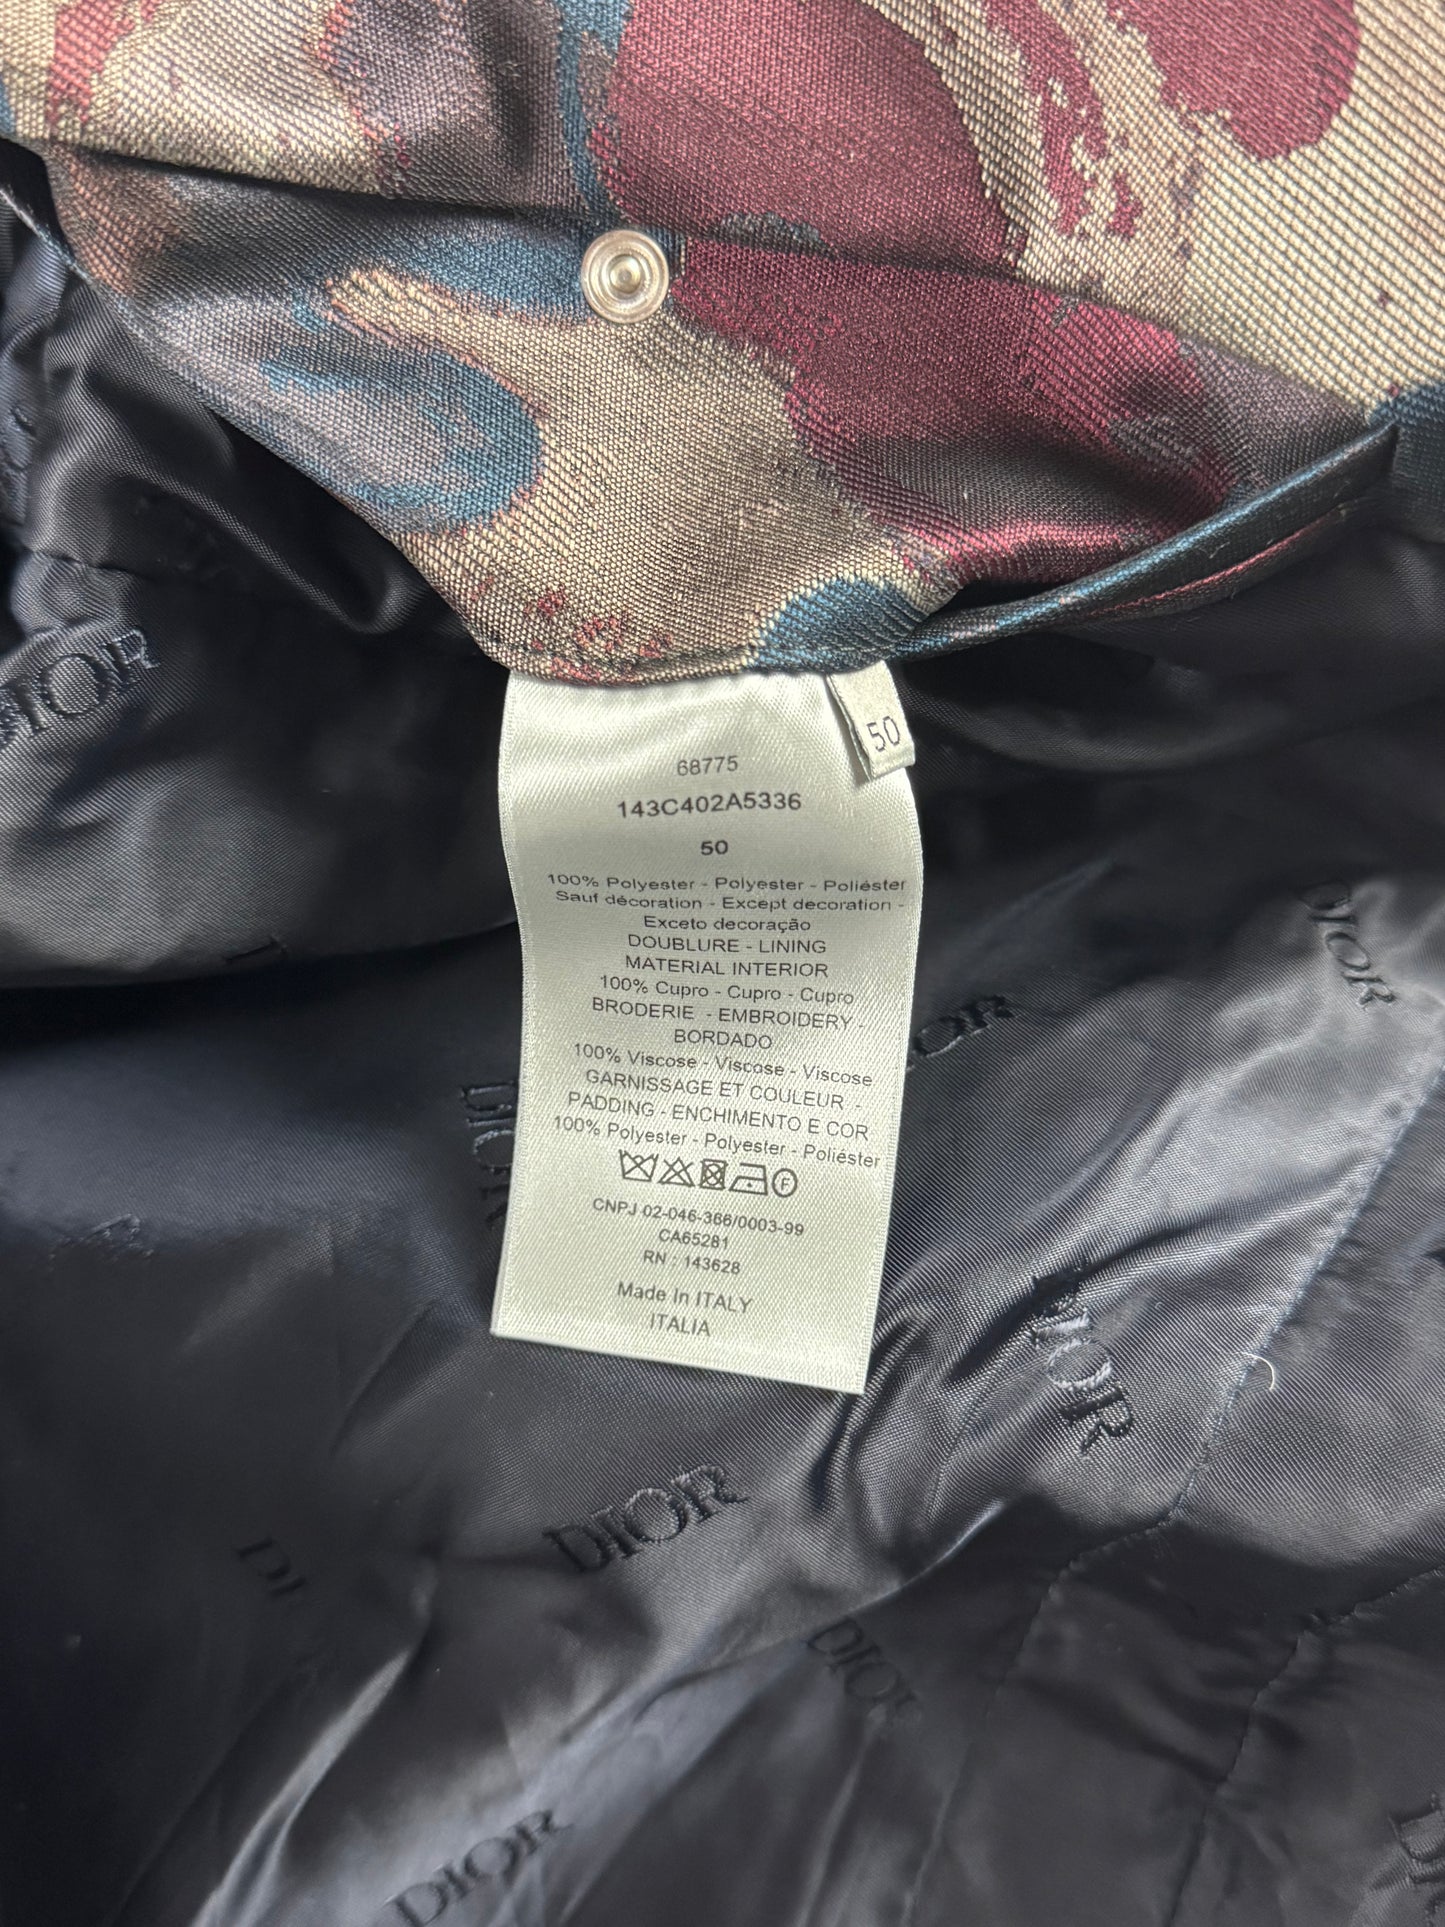 50
68775
143C402A5336
50
100% Polyester - Polyester - Poliéster
Sauf décoration - Except decoration -
Exceto decoração
DOUBLURE - LINING
MATERIAL INTERIOR
100% Cupro - Cupro - Cupro
BRODERIE - EMBROIDERY -
BORDADO
100% Viscose - Viscose - Viscose
GARNISSAGE ET COULEUR -
PADDING - ENCHIMENTO E COR
100% Polyester - Polyester - Poliéster
F
CNPJ 02-046-366/0003-99
CA65281
RN : 143628
Made In ITALY
ITALIA
DIOR
DIOR
DIOR
DIOR
DIOR
DIOR
DIOR
DIOR